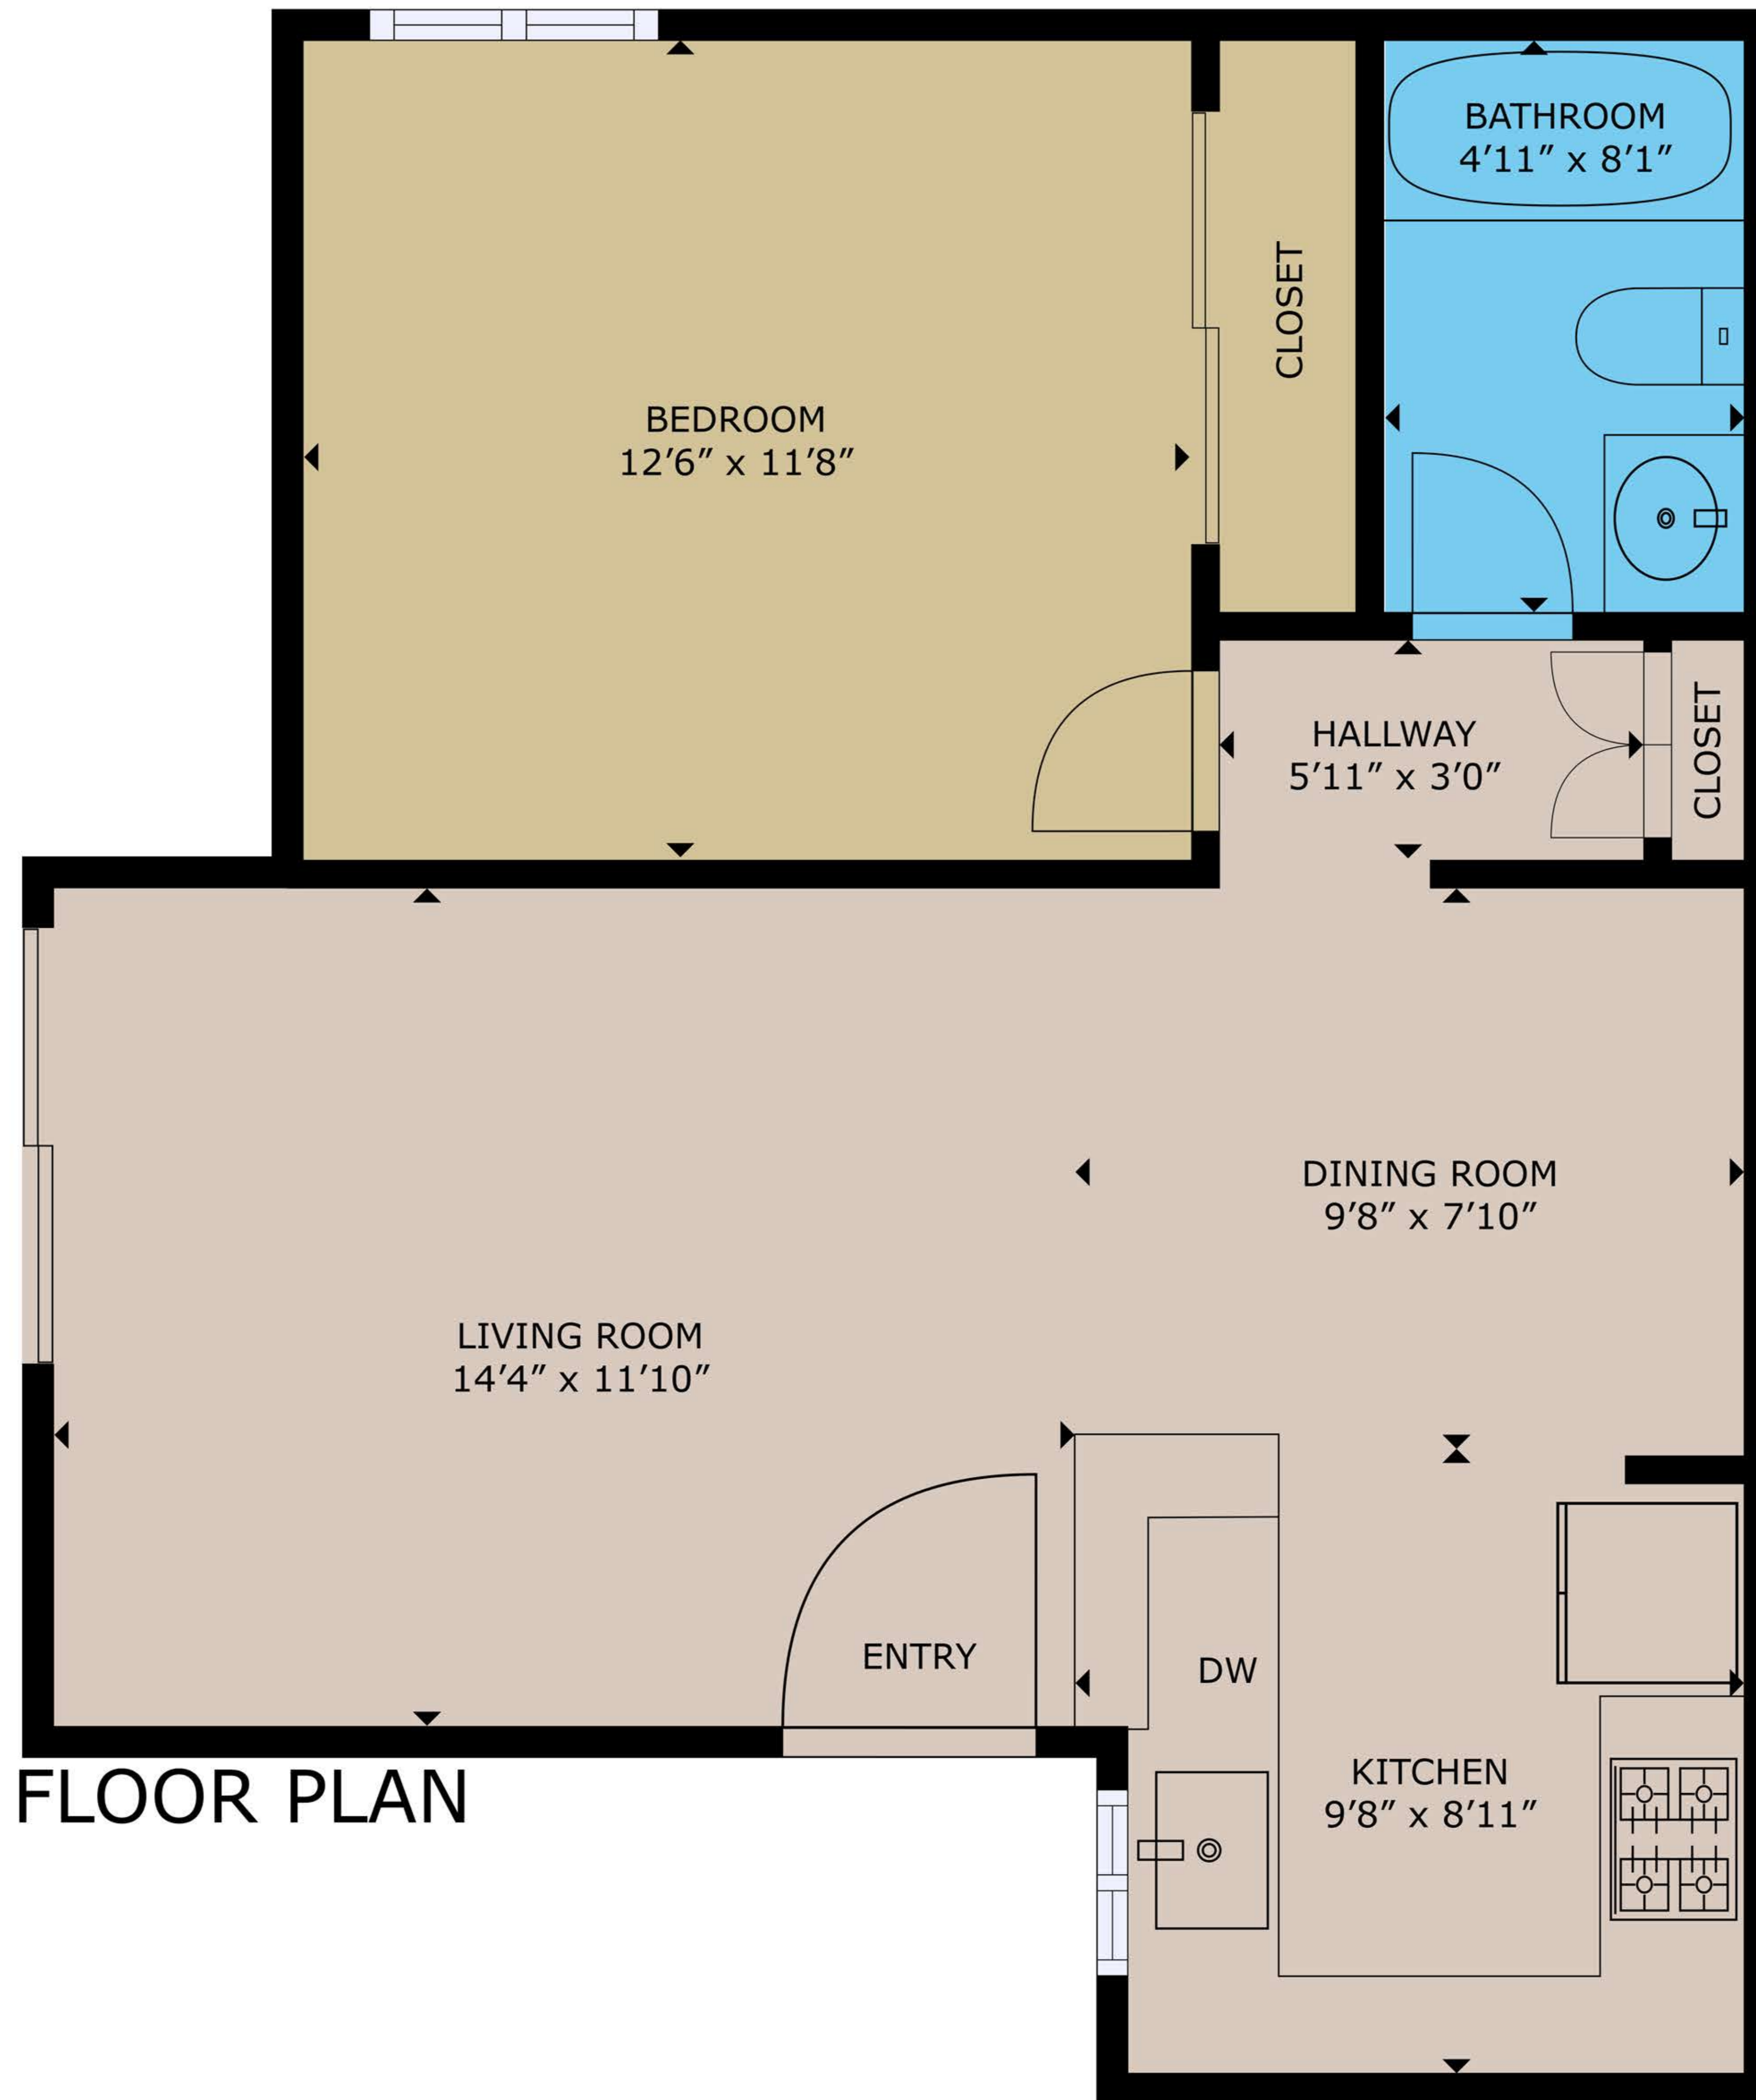 BATHROOM
4′11″ x 8′1″
CLOSET
BEDROOM
12′6″ x 11′8″
HALLWAY
5′11″ x 3′0″
CLOSET
DINING ROOM
9′8″ x 7′10″
LIVING ROOM
14′4″ x 11′10″
ENTRY
DW
KITCHEN
9′8″ x 8′11″
FLOOR PLAN